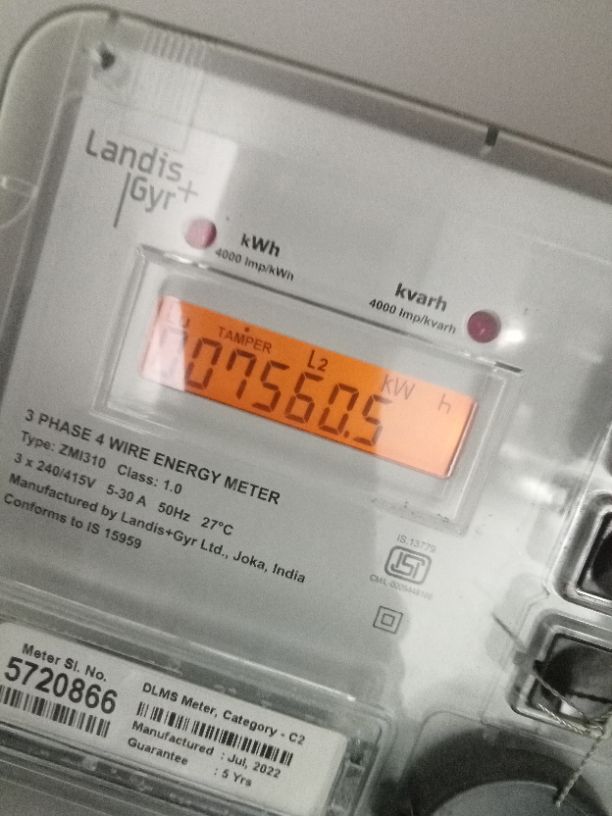 Landis
Gyr+
kWh
4000 Imp/kWh
kvarh
4000 imp/kvarh
TAMPER L2 kW h
007560.5
3 PHASE 4 WIRE ENERGY METER
Type: ZMI310 Class: 1.0
3 x 240/415V 5-30 A 50Hz 27°C
Manufactured by Landis+Gyr Ltd., Joka, India
Conforms to IS 15959
IS.13779
ISI
Meter Sl. No.
5720866
DLMS Meter, Category - C2
Manufactured : Jul, 2022
Guarantee : 5 Yrs